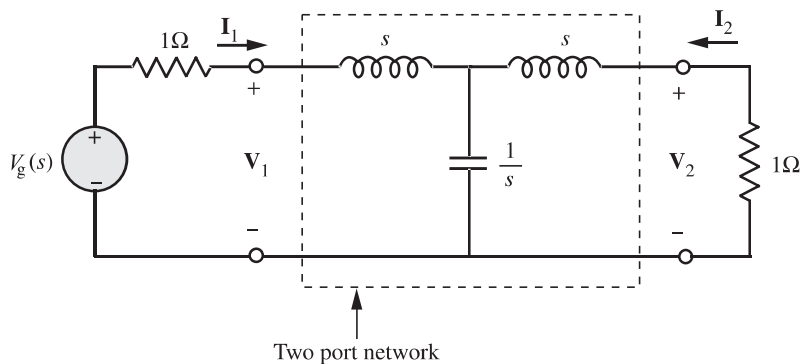 1Ω
I1
s
s
I2
+
+
+
−
Vg(s)
V1
1
s
V2
1Ω
−
−
Two port network